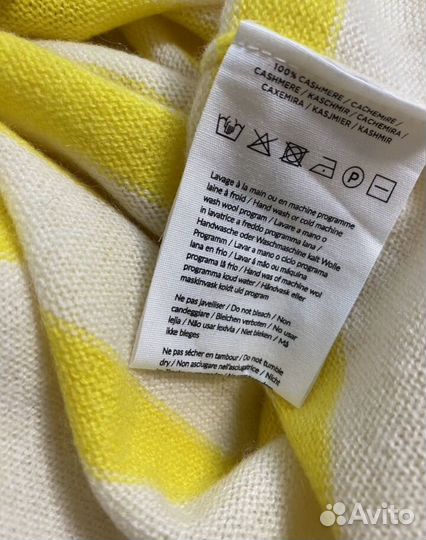 100% CASHMERE / CACHEMIRE /
CASHMERE / KASCHMIR / CACHEMIRA /
CAXEMIRA / KASJMIER / KASHMIR
P
Lavage à la main ou en machine programme
laine à froid / Hand wash or cold machine
wash wool program / Lavare a mano o
in lavatrice a freddo programma lana /
Handwäsche oder Waschmaschine kalt Wolle
Programm / Lavar a mano o ciclo programa
lana en frío / Lavar à mão ou máquina
programa lã frio / Hand was of machine wol
programma koud water / Håndvask eller
maskinvask koldt uld program
Ne pas javelliser / Do not bleach / Non
candeggiare / Bleichen verboten / No usar
lejia / Não usar lexívia / Niet bleken / Må
ikke bleges
Ne pas sécher en tambour / Do not tumble
dry / Non asciugare nell'asciugatrice / Nicht
Avito